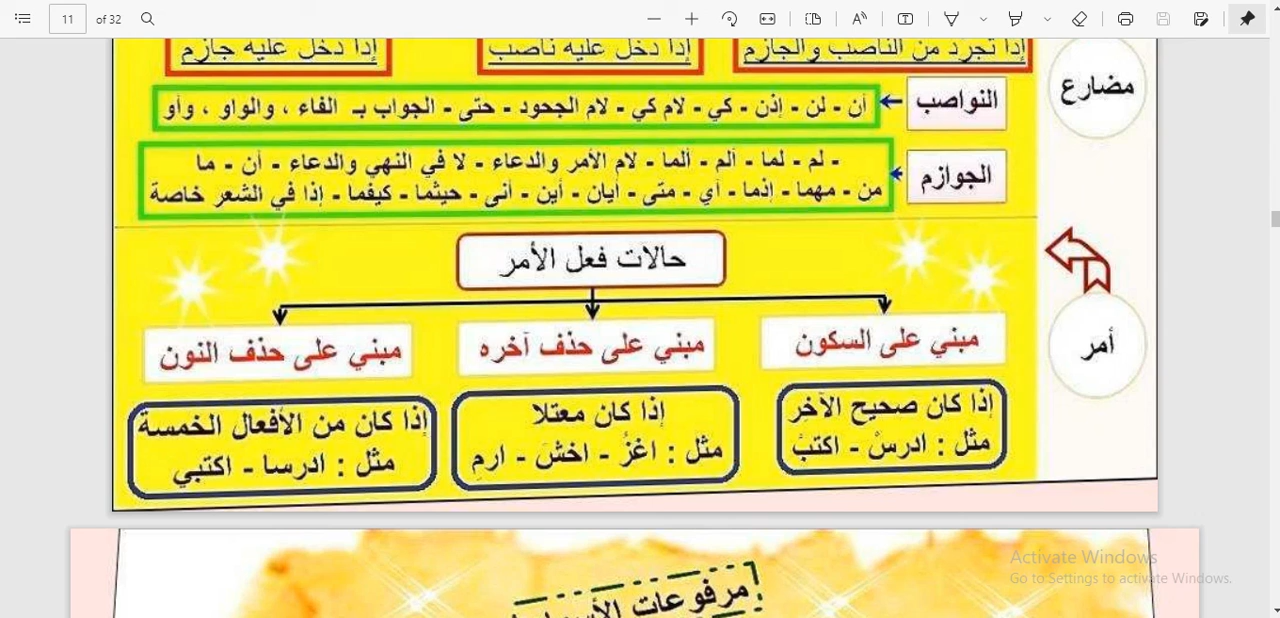 11 of 32
إذا تجرد من الناصب والجازم
إذا دخل عليه ناصب
إذا دخل عليه جازم
مضارع
النواصب
أن - لن - إذن - كي - لام كي - لام الجحود - حتى - الجواب بـ الفاء ، والواو ، وأو
الجوازم
- لم - لما - ألم - ألما - لام الأمر والدعاء - لا في النهي والدعاء - أن - ما
من - مهما - إذما - أي - متى - أيان - أين - أنى - حيثما - كيفما - إذا في الشعر خاصة
حالات فعل الأمر
أمر
مبني على السكون
مبني على حذف آخره
مبني على حذف النون
إذا كان صحيح الآخِر
مثل : ادرسْ - اكتبْ
إذا كان معتلا
مثل : اغزُ - اخشَ - ارمِ
إذا كان من الأفعال الخمسة
مثل : ادرسا - اكتبي
مرفوعات
Activate Windows
Go to Settings to activate Windows.